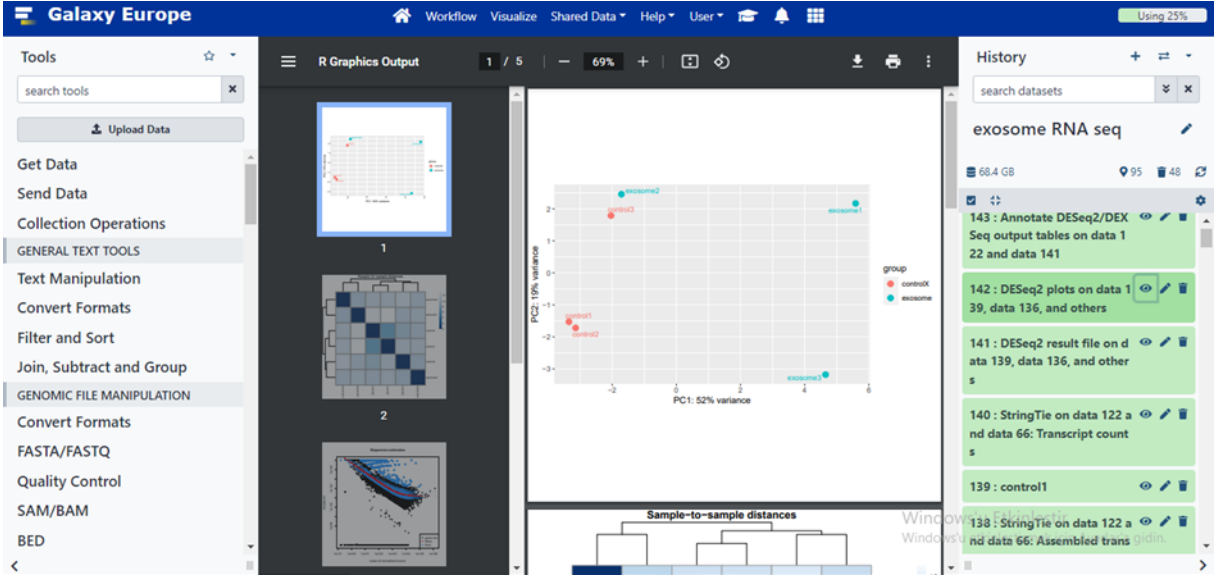 Galaxy Europe
Workflow Visualize Shared Data Help User
Using 25%
Tools
search tools
Upload Data
Get Data
Send Data
Collection Operations
GENERAL TEXT TOOLS
Text Manipulation
Convert Formats
Filter and Sort
Join, Subtract and Group
GENOMIC FILE MANIPULATION
Convert Formats
FASTA/FASTQ
Quality Control
SAM/BAM
BED
R Graphics Output
1 / 5
69%
1
2
exosome2
control3
exosome1
control1
control2
exosome3
2
1
0
-1
-2
-3
PC2: 19% variance
-2 0 2 4 6
PC1: 52% variance
group
controlX
exosome
Sample-to-sample distances
History
search datasets
exosome RNA seq
68.4 GB
95 48
143 : Annotate DESeq2/DEX
Seq output tables on data 1
22 and data 141
142 : DESeq2 plots on data 1
39, data 136, and others
141 : DESeq2 result file on d
ata 139, data 136, and other
s
140 : StringTie on data 122 a
nd data 66: Transcript count
s
139 : control1
138 : StringTie on data 122 a
nd data 66: Assembled trans
Windows'u Etkinleştir
gidin.